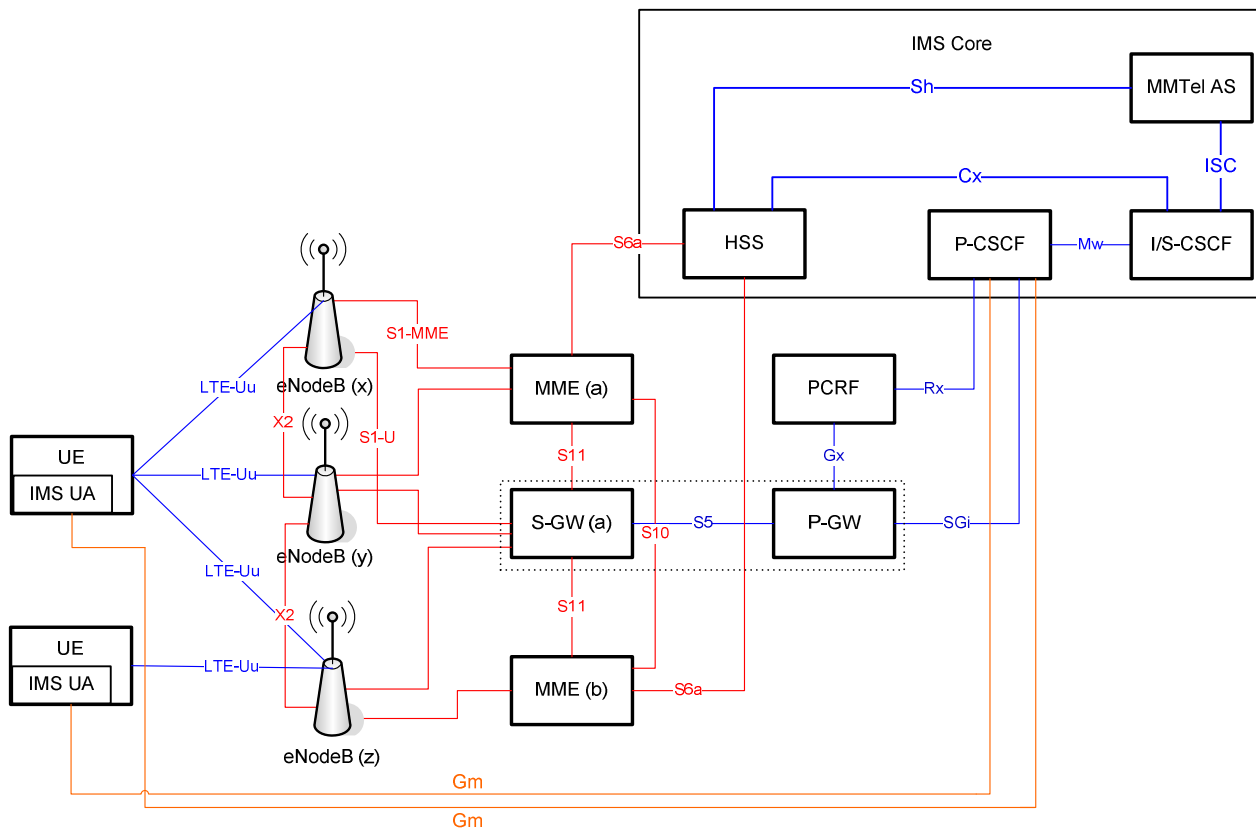 IMS Core
Sh
MMTel AS
ISC
Cx
HSS
P-CSCF
Mw
I/S-CSCF
S6a
S1-MME
eNodeB (x)
LTE-Uu
MME (a)
PCRF
Rx
X2
S1-U
UE
IMS UA
LTE-Uu
S11
Gx
S-GW (a)
S5
P-GW
SGi
S10
eNodeB (y)
LTE-Uu
X2
S11
UE
IMS UA
LTE-Uu
MME (b)
S6a
eNodeB (z)
Gm
Gm